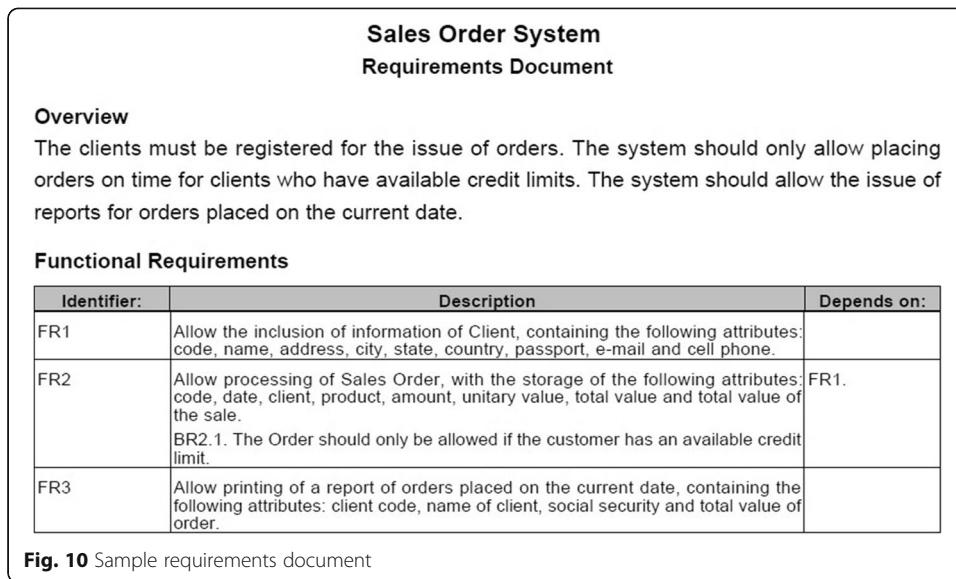 Sales Order System
Requirements Document
Overview
The clients must be registered for the issue of orders. The system should only allow placing
orders on time for clients who have available credit limits. The system should allow the issue of
reports for orders placed on the current date.
Functional Requirements
Identifier: Description Depends on:
FR1 Allow the inclusion of information of Client, containing the following attributes:
code, name, address, city, state, country, passport, e-mail and cell phone.
FR2 Allow processing of Sales Order, with the storage of the following attributes: FR1.
code, date, client, product, amount, unitary value, total value and total value of
the sale.
BR2.1. The Order should only be allowed if the customer has an available credit
limit.
FR3 Allow printing of a report of orders placed on the current date, containing the
following attributes: client code, name of client, social security and total value of
order.
Fig. 10 Sample requirements document